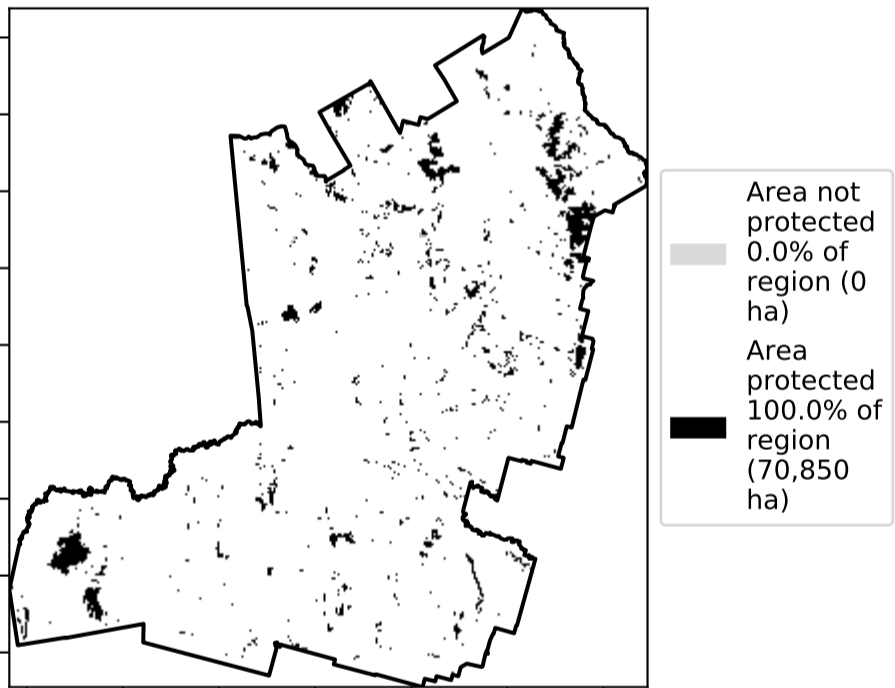 Area not
protected
0.0% of
region (0
ha)
Area
protected
100.0% of
region
(70,850
ha)